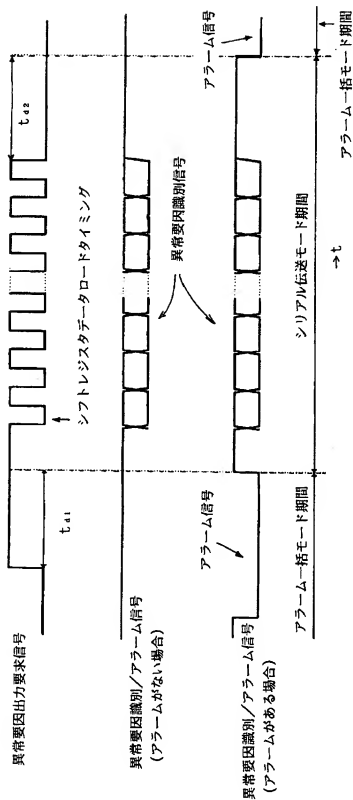 異常要因出力要求信号
t d1
シフトレジスタデータロードタイミング
t d2
異常要因識別／アラーム信号
(アラームがない場合)
異常要因識別信号
異常要因識別／アラーム信号
(アラームがある場合)
アラーム信号
アラーム信号
アラーム一括モード期間
シリアル伝送モード期間
アラーム一括モード期間
→t